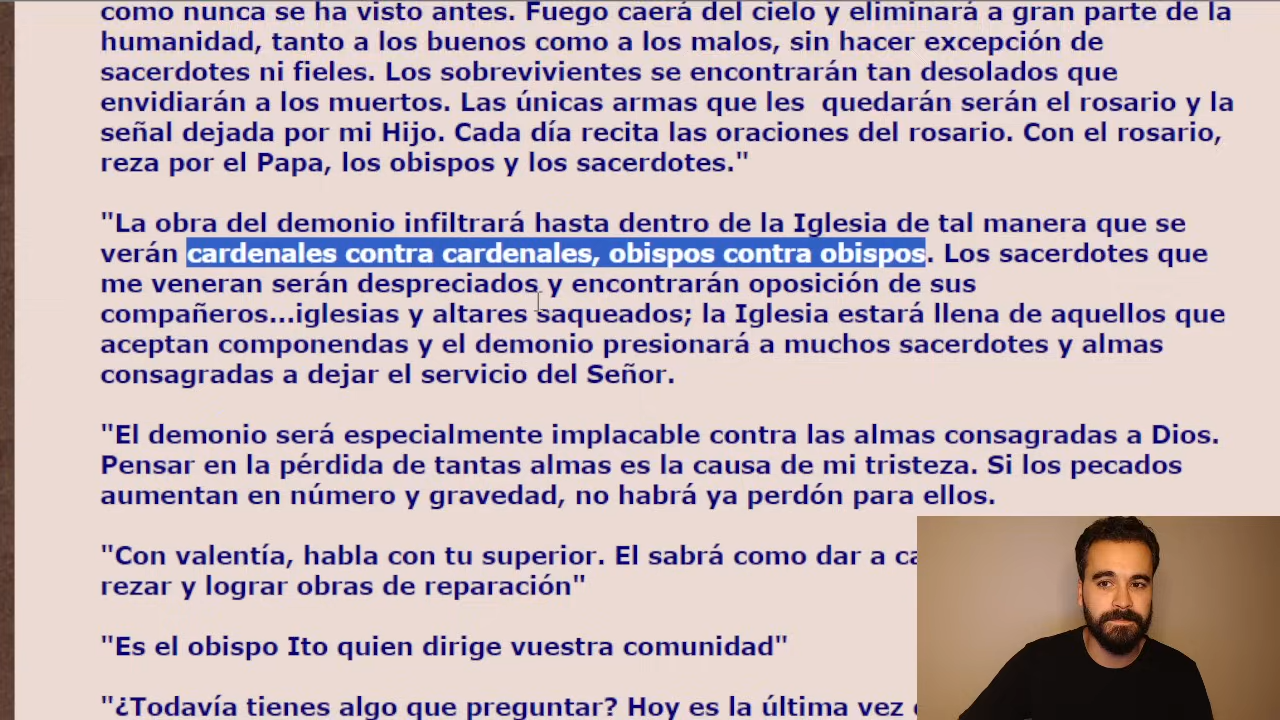 como nunca se ha visto antes. Fuego caerá del cielo y eliminará a gran parte de la
humanidad, tanto a los buenos como a los malos, sin hacer excepción de
sacerdotes ni fieles. Los sobrevivientes se encontrarán tan desolados que
envidiarán a los muertos. Las únicas armas que les  quedarán serán el rosario y la
señal dejada por mi Hijo. Cada día recita las oraciones del rosario. Con el rosario,
reza por el Papa, los obispos y los sacerdotes."
"La obra del demonio infiltrará hasta dentro de la Iglesia de tal manera que se
verán cardenales contra cardenales, obispos contra obispos. Los sacerdotes que
me veneran serán despreciados y encontrarán oposición de sus
compañeros...iglesias y altares saqueados; la Iglesia estará llena de aquellos que
aceptan componendas y el demonio presionará a muchos sacerdotes y almas
consagradas a dejar el servicio del Señor.
"El demonio será especialmente implacable contra las almas consagradas a Dios.
Pensar en la pérdida de tantas almas es la causa de mi tristeza. Si los pecados
aumentan en número y gravedad, no habrá ya perdón para ellos.
"Con valentía, habla con tu superior. El sabrá como dar a
rezar y lograr obras de reparación"
"Es el obispo Ito quien dirige vuestra comunidad"
"¿Todavía tienes algo que preguntar? Hoy es la última vez